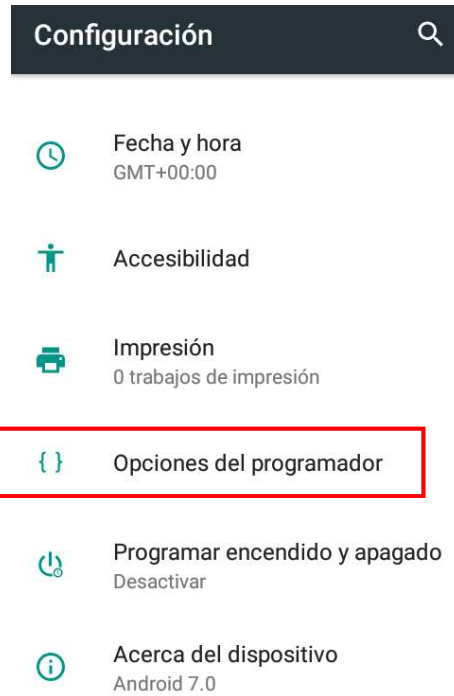 Configuración
Fecha y hora
GMT+00:00
Accesibilidad
Impresión
0 trabajos de impresión
{ } Opciones del programador
Programar encendido y apagado
Desactivar
Acerca del dispositivo
Android 7.0